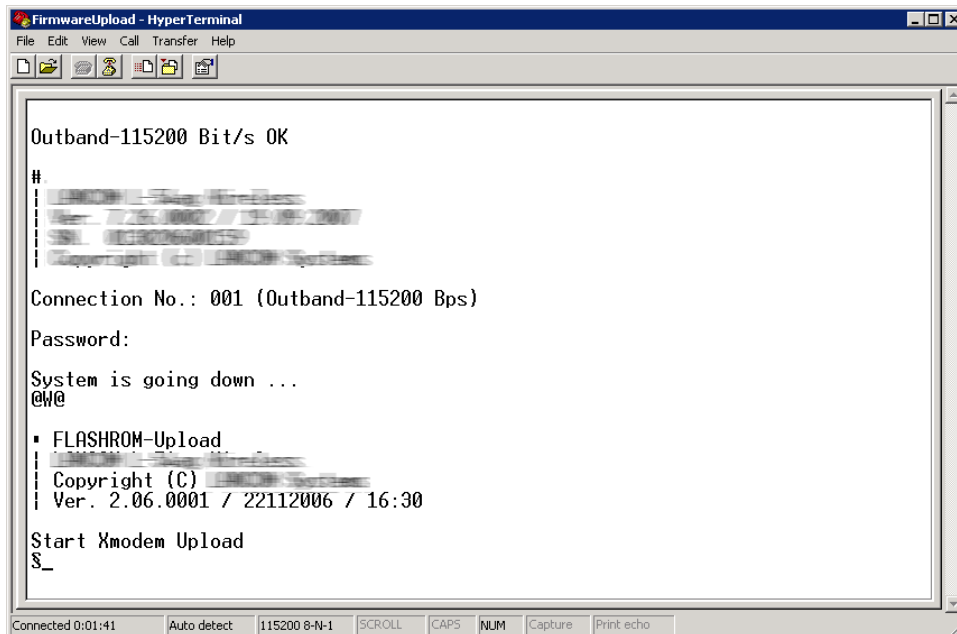 FirmwareUpload - HyperTerminal
File Edit View Call Transfer Help
Outband-115200 Bit/s OK
#
Connection No.: 001 (Outband-115200 Bps)
Password:
System is going down ...
@W@
FLASHROM-Upload
Copyright (C)
Ver. 2.06.0001 / 22112006 / 16:30
Start Xmodem Upload
§_
Connected 0:01:41 Auto detect 115200 8-N-1 SCROLL CAPS NUM Capture Print echo